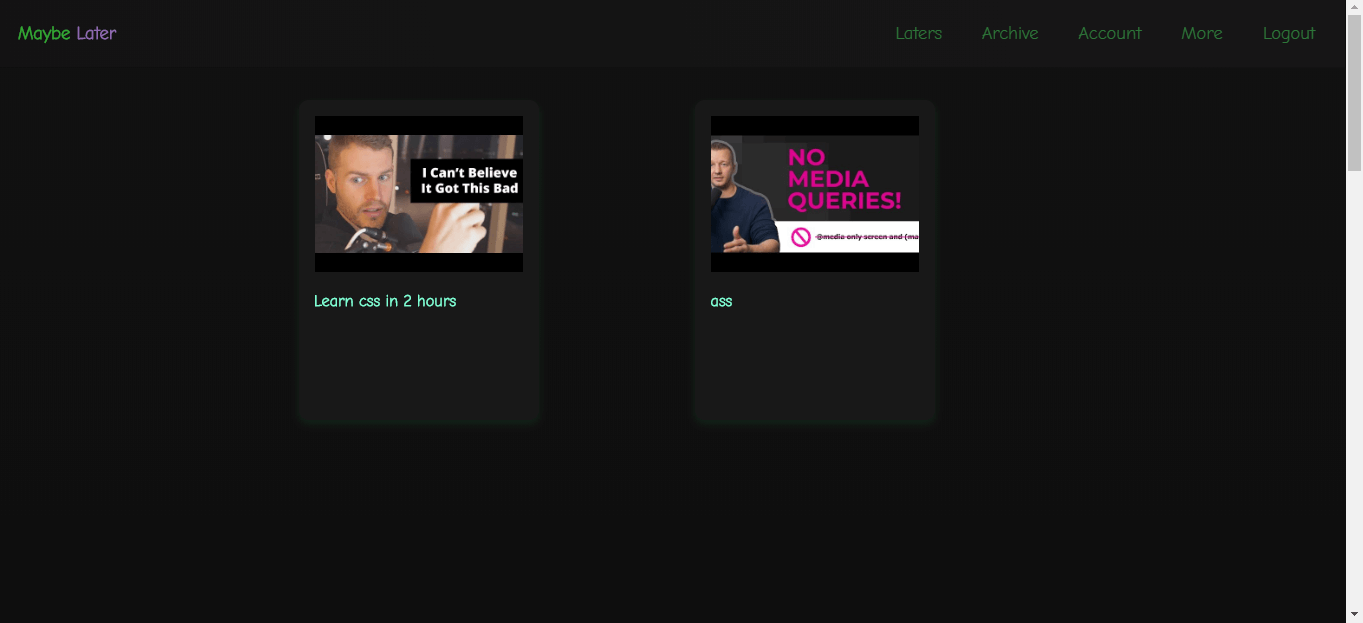 Maybe Later
Laters
Archive
Account
More
Logout
I Can't Believe
It Got This Bad
Learn css in 2 hours
NO
MEDIA
QUERIES!
@media only screen and (ma
ass